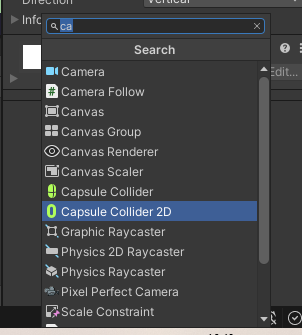 Direction
Vertical
Info
ca
Search
Edit...
Camera
Camera Follow
Canvas
Canvas Group
Canvas Renderer
Canvas Scaler
Capsule Collider
Capsule Collider 2D
Graphic Raycaster
Physics 2D Raycaster
Physics Raycaster
Pixel Perfect Camera
Scale Constraint